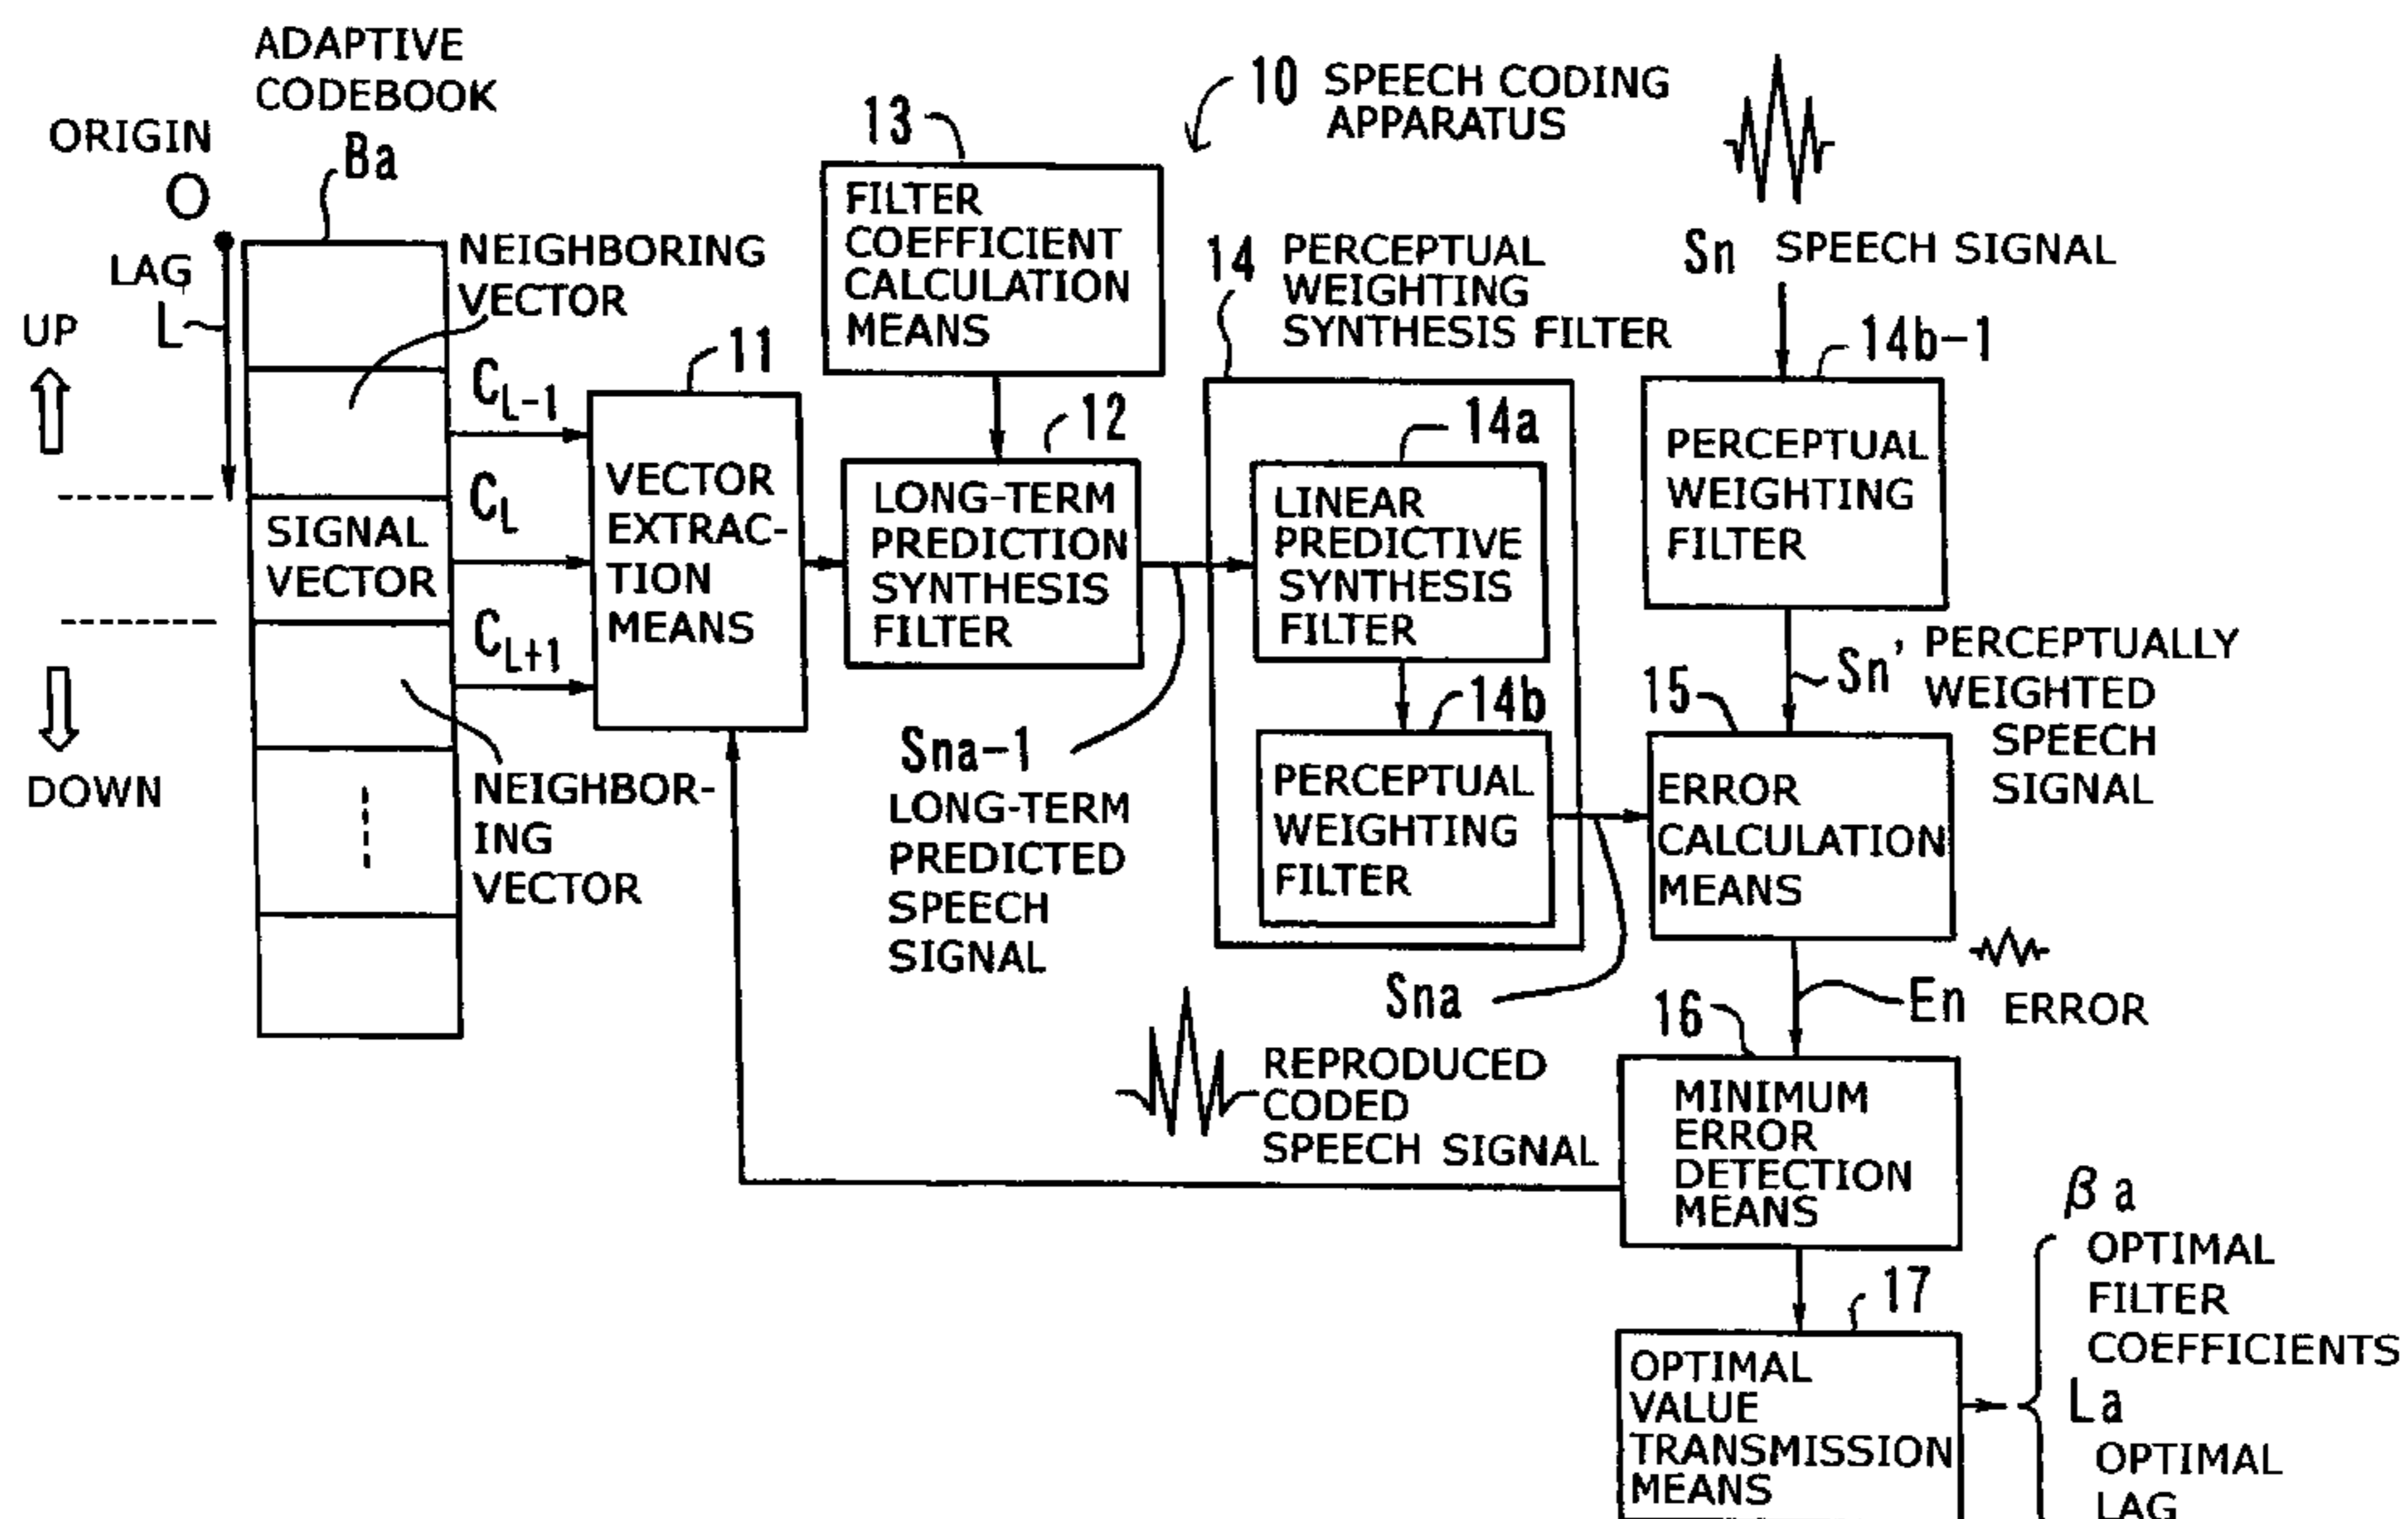 ADAPTIVE
CODEBOOK
Ba
ORIGIN
O
LAG
L
UP
DOWN
NEIGHBORING
VECTOR
SIGNAL
VECTOR
NEIGHBOR-
ING
VECTOR
CL-1
CL
CL+1
11
VECTOR
EXTRAC-
TION
MEANS
13
FILTER
COEFFICIENT
CALCULATION
MEANS
12
LONG-TERM
PREDICTION
SYNTHESIS
FILTER
Sna-1
LONG-TERM
PREDICTED
SPEECH
SIGNAL
10 SPEECH CODING
APPARATUS
14 PERCEPTUAL
WEIGHTING
SYNTHESIS FILTER
14a
LINEAR
PREDICTIVE
SYNTHESIS
FILTER
14b
PERCEPTUAL
WEIGHTING
FILTER
Sna
REPRODUCED
CODED
SPEECH SIGNAL
Sn SPEECH SIGNAL
14b-1
PERCEPTUAL
WEIGHTING
FILTER
Sn' PERCEPTUALLY
WEIGHTED
SPEECH
SIGNAL
15
ERROR
CALCULATION
MEANS
En ERROR
16
MINIMUM
ERROR
DETECTION
MEANS
17
OPTIMAL
VALUE
TRANSMISSION
MEANS
βa
OPTIMAL
FILTER
COEFFICIENTS
La
OPTIMAL
LAG